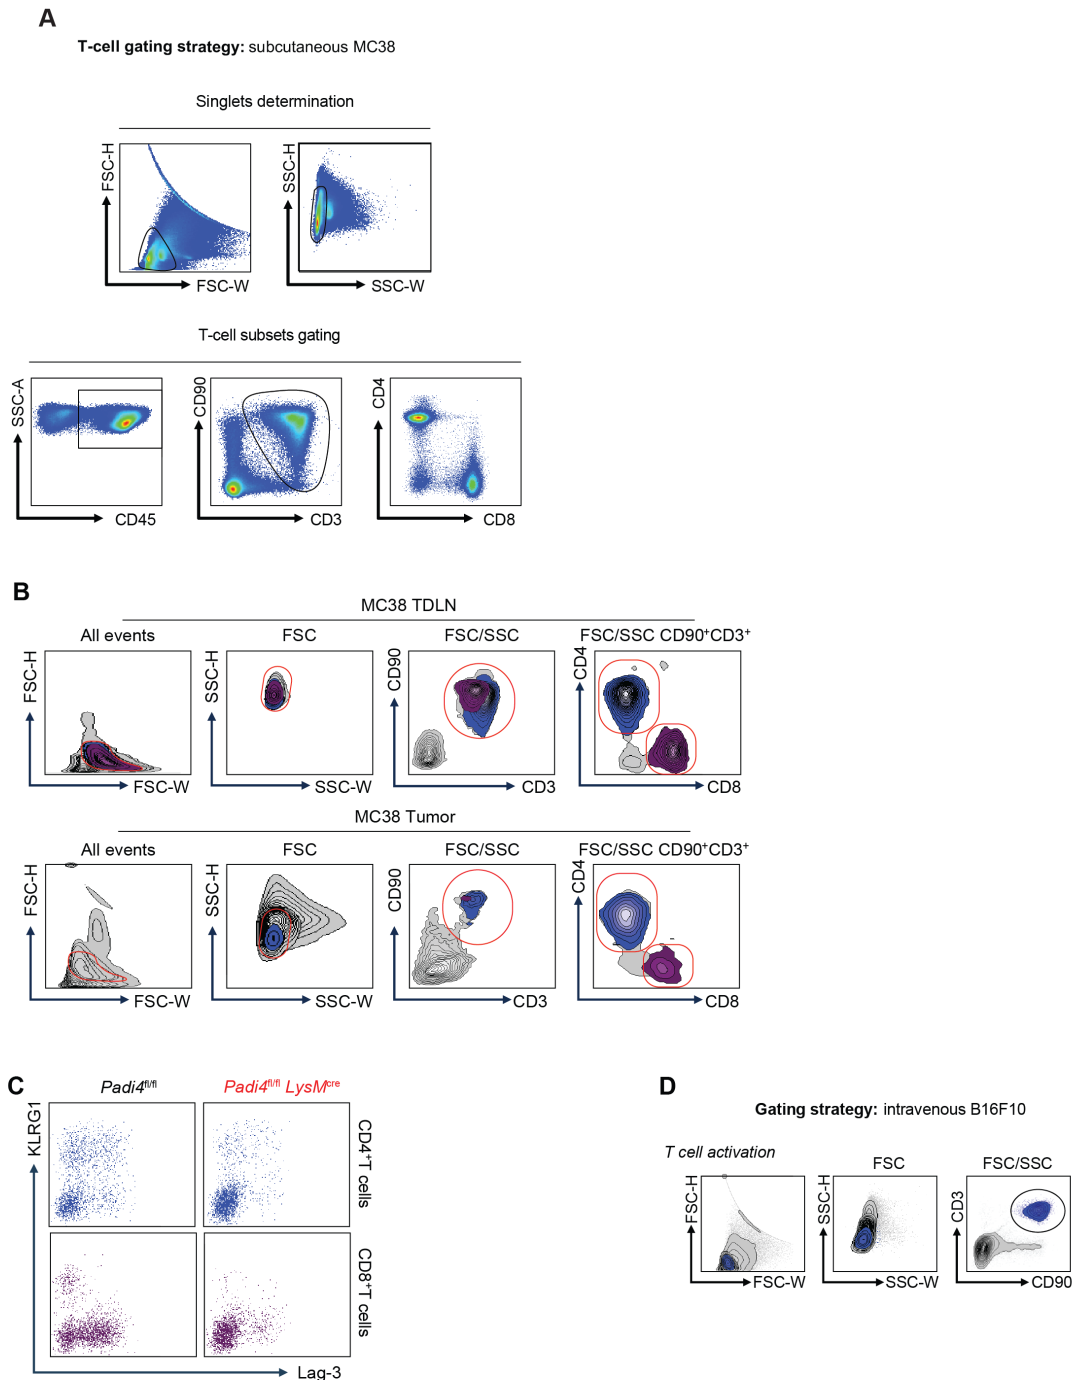 A
T-cell gating strategy: subcutaneous MC38
Singlets determination
FSC-H
FSC-W
SSC-H
SSC-W
T-cell subsets gating
SSC-A
CD45
CD90
CD3
CD4
CD8
B
MC38 TDLN
All events
FSC
FSC/SSC
FSC/SSC CD90⁺CD3⁺
FSC-H
FSC-W
SSC-H
SSC-W
CD90
CD3
CD4
CD8
MC38 Tumor
All events
FSC
FSC/SSC
FSC/SSC CD90⁺CD3⁺
FSC-H
FSC-W
SSC-H
SSC-W
CD90
CD3
CD4
CD8
C
Padi4fl/fl
Padi4fl/fl LysMcre
KLRG1
CD4⁺T cells
CD8⁺T cells
Lag-3
D
Gating strategy: intravenous B16F10
T cell activation
FSC
FSC/SSC
FSC-H
FSC-W
SSC-H
SSC-W
CD3
CD90